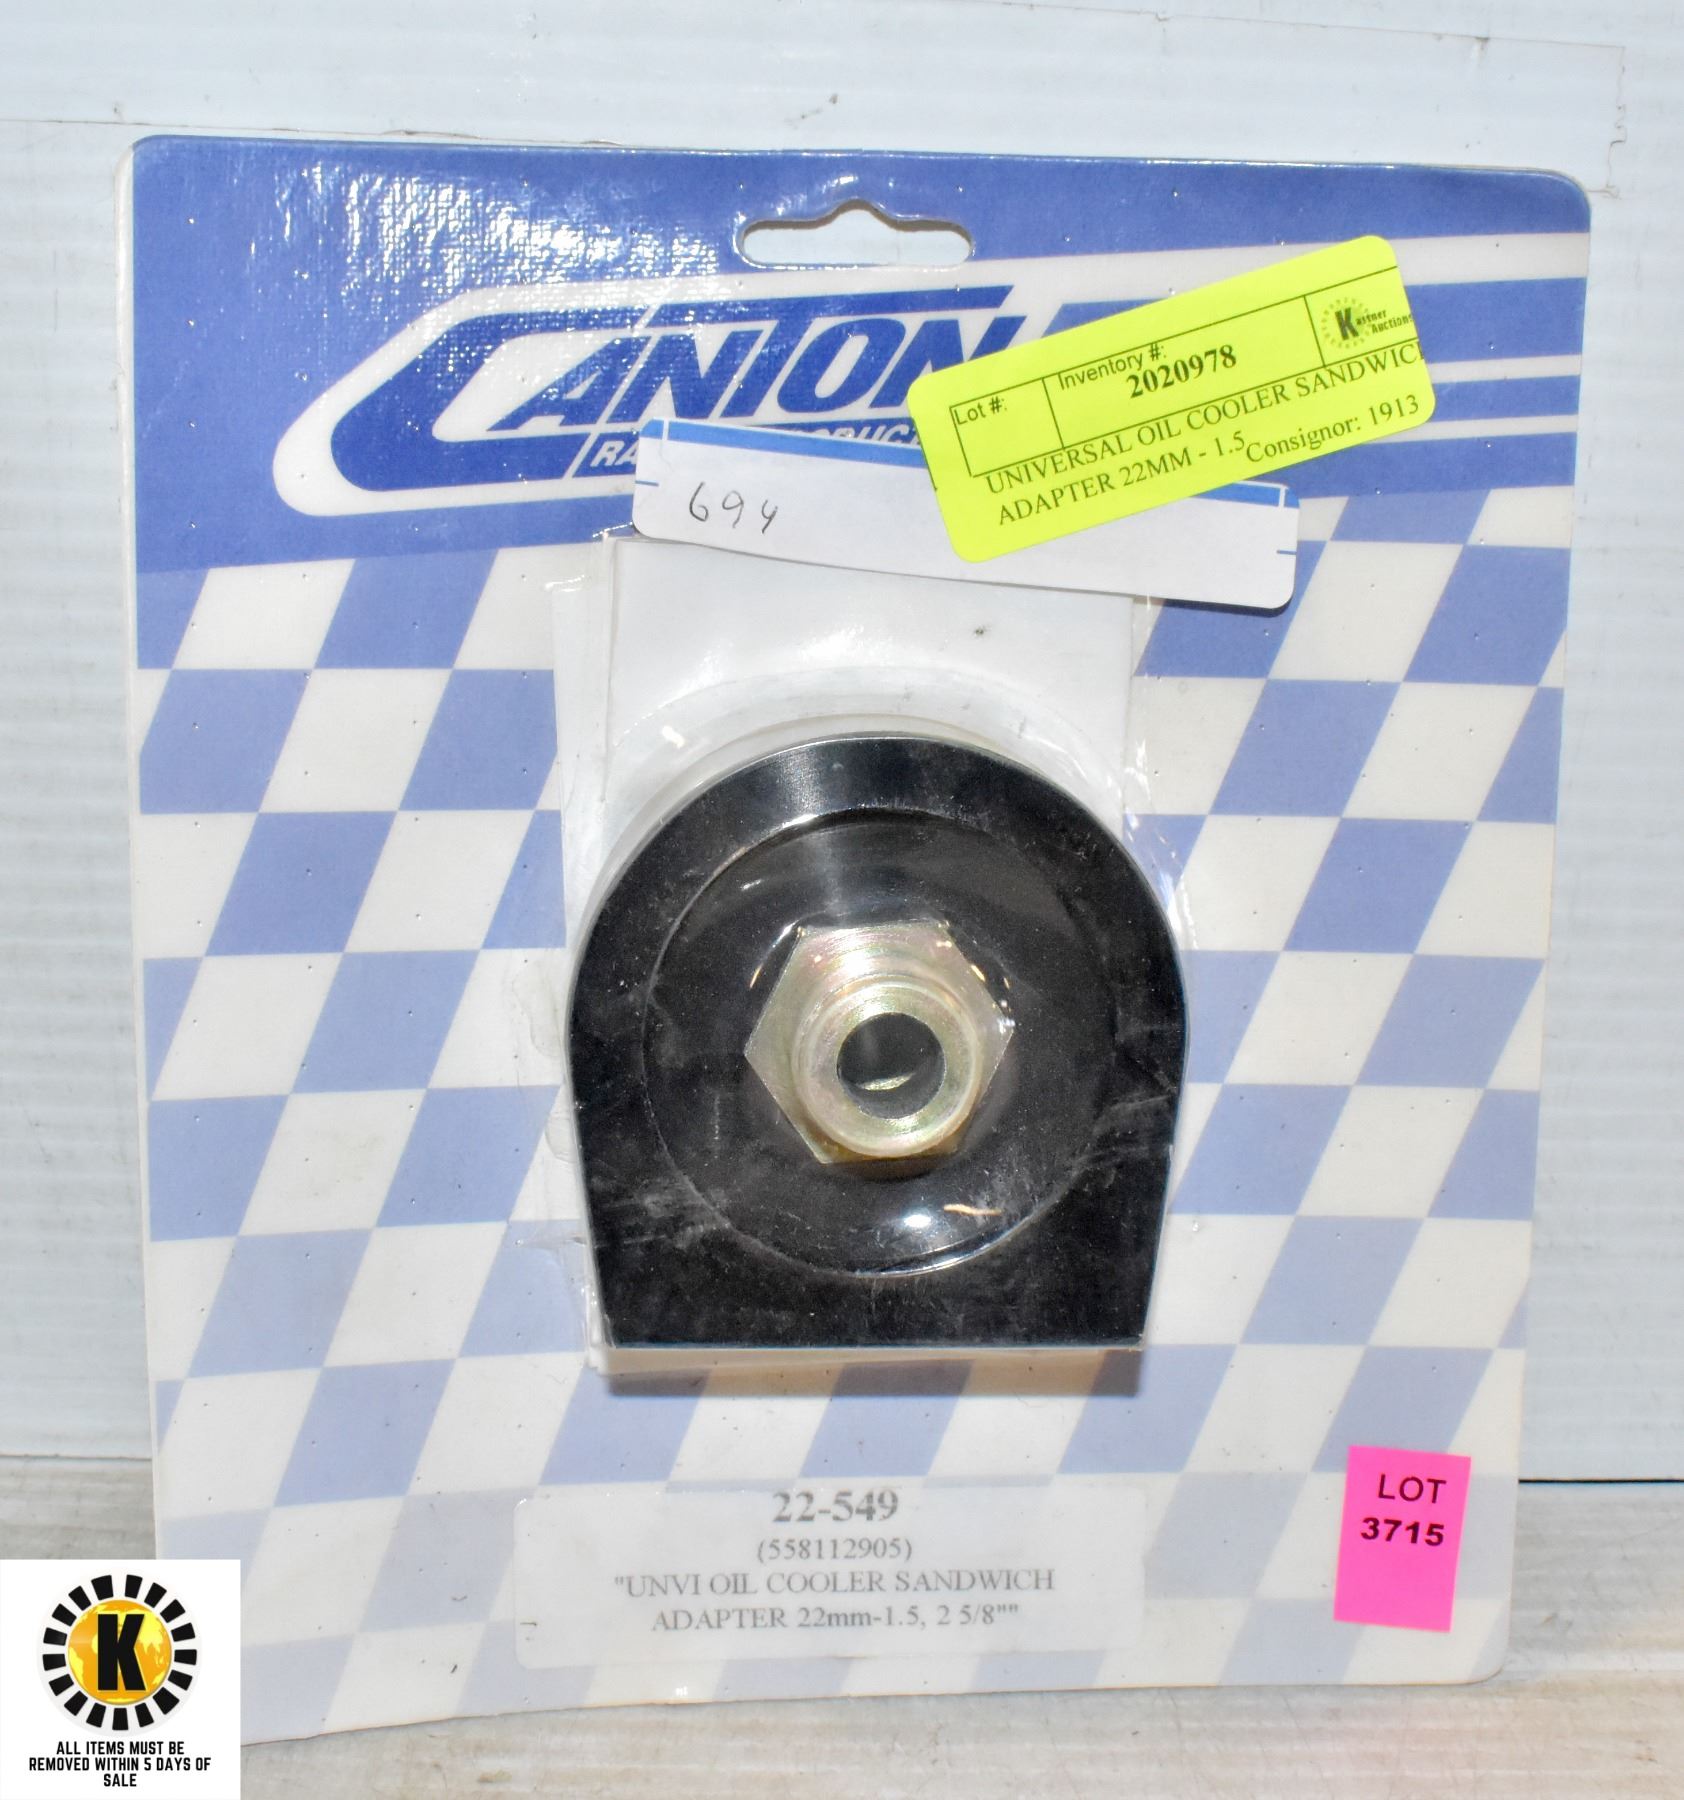 CANTON
Lot #:
Inventory #:
2020978
Kastner
Auctions
UNIVERSAL OIL COOLER SANDWICH
ADAPTER 22MM - 1.5
Consignor: 1913
694
22-549
(558112905)
"UNVI OIL COOLER SANDWICH
ADAPTER 22mm-1.5, 2 5/8""
LOT
3715
K
ALL ITEMS MUST BE
REMOVED WITHIN 5 DAYS OF
SALE